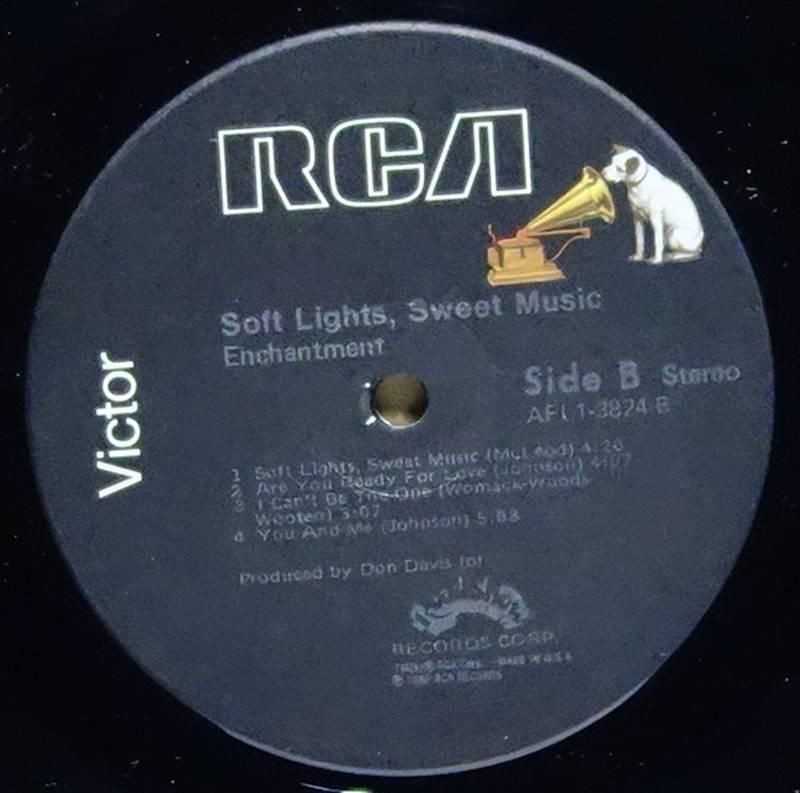 RCA
Victor
Soft Lights, Sweet Music
Enchantment
Side B Stereo
AFL1-3824 B
1 Soft Lights, Sweet Music (McLeod)
2 Are You Ready For Love (Johnson)
3 I Can't Be The One (Womack-Woods
Wooten)
4 You And Me (Johnson)
Produced by Don Davis for
RECORDS CORP.
RCA RECORDS